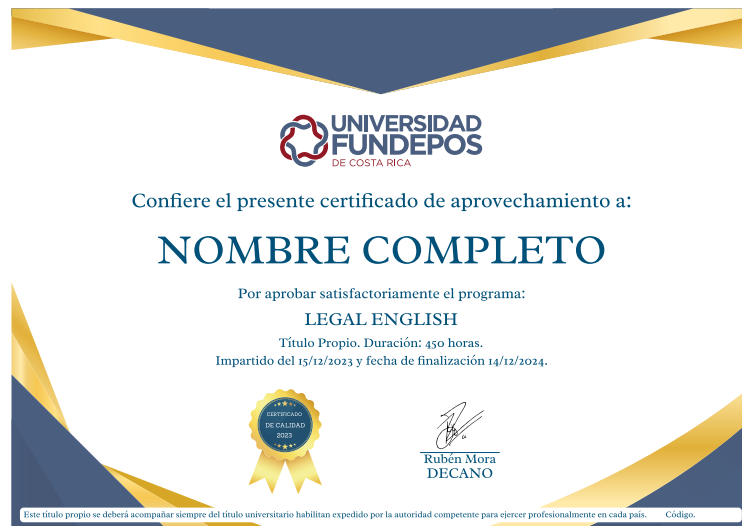 UNIVERSIDAD
FUNDEPOS
DE COSTA RICA
Confiere el presente certificado de aprovechamiento a:
NOMBRE COMPLETO
Por aprobar satisfactoriamente el programa:
LEGAL ENGLISH
Título Propio. Duración: 450 horas.
Impartido del 15/12/2023 y fecha de finalización 14/12/2024.
CERTIFICADO
DE CALIDAD
2023
Rubén Mora
DECANO
Este título propio se deberá acompañar siempre del título universitario habilitan expedido por la autoridad competente para ejercer profesionalmente en cada país. Código.